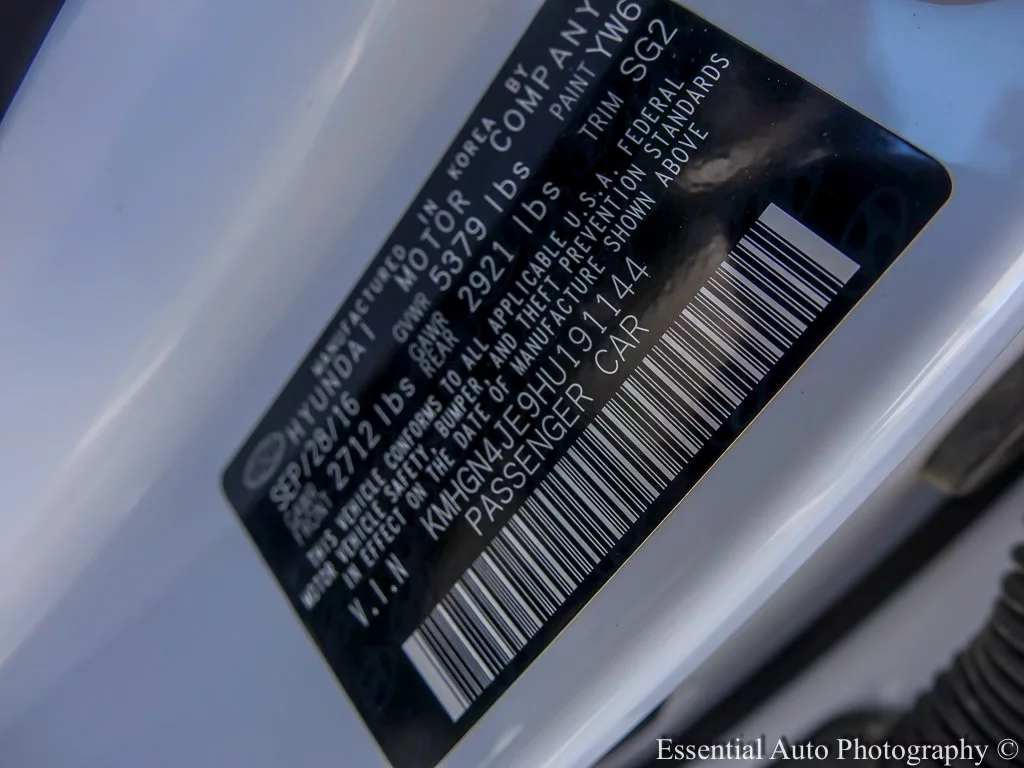 MANUFACTURED IN KOREA BY
HYUNDAI MOTOR COMPANY
SEP/28/16 GVWR 5379 lbs PAINT YW6
GAWR FRONT 2712 lbs GAWR REAR 2921 lbs TRIM SG2
THIS VEHICLE CONFORMS TO ALL APPLICABLE U.S.A. FEDERAL
MOTOR VEHICLE SAFETY, BUMPER, AND THEFT PREVENTION STANDARDS
IN EFFECT ON THE DATE OF MANUFACTURE SHOWN ABOVE
V.I.N KMHGN4JE9HU191144
PASSENGER CAR
Essential Auto Photography ©